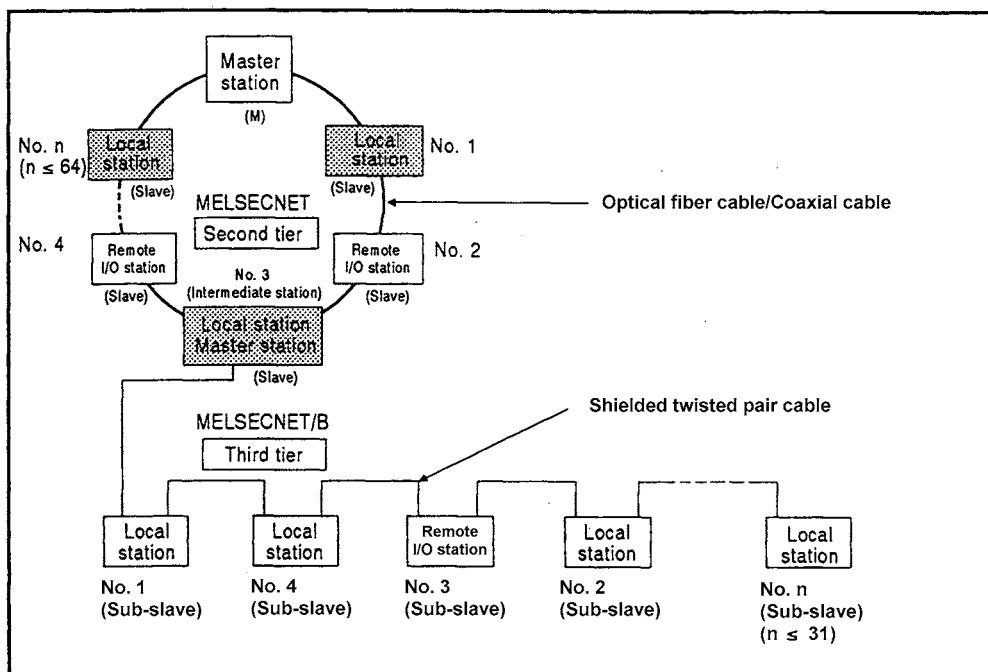 Master
station
(M)
No. n
(n ≤ 64)
Local
station
(Slave)
Local
station
(Slave)
No. 1
MELSECNET
Second tier
Optical fiber cable/Coaxial cable
No. 4
Remote
I/O station
(Slave)
Remote
I/O station
(Slave)
No. 2
No. 3
(Intermediate station)
Local station
Master station
(Slave)
MELSECNET/B
Third tier
Shielded twisted pair cable
Local
station
No. 1
(Sub-slave)
Local
station
No. 4
(Sub-slave)
Remote
I/O station
No. 3
(Sub-slave)
Local
station
No. 2
(Sub-slave)
Local
station
No. n
(Sub-slave)
(n ≤ 31)